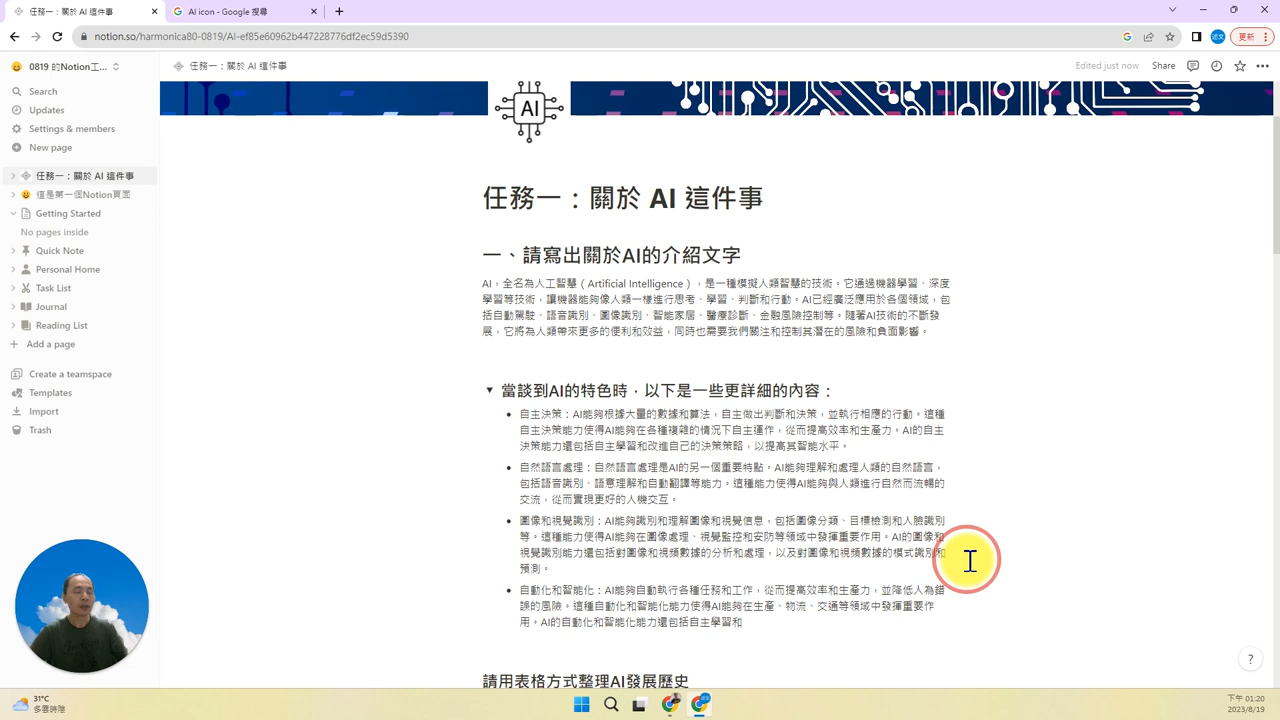 任務一：關於 AI 這件事
AI icon - Google 搜尋
notion.so/harmonica80-0819/AI-ef85e60962b447228776df2ec59d5390
更新
0819 的Notion工...
任務一：關於 AI 這件事
Edited just now
Share
Search
Updates
Settings & members
New page
任務一：關於 AI 這件事
這是第一個Notion頁面
Getting Started
No pages inside
Quick Note
Personal Home
Task List
Journal
Reading List
Add a page
Create a teamspace
Templates
Import
Trash
AI
任務一：關於 AI 這件事
一、請寫出關於AI的介紹文字
AI，全名為人工智慧（Artificial Intelligence），是一種模擬人類智慧的技術。它通過機器學習、深度
學習等技術，讓機器能夠像人類一樣進行思考、學習、判斷和行動。AI已經廣泛應用於各個領域，包
括自動駕駛、語音識別、圖像識別、智能家居、醫療診斷、金融風險控制等。隨著AI技術的不斷發
展，它將為人類帶來更多的便利和效益，同時也需要我們關注和控制其潛在的風險和負面影響。
當談到AI的特色時，以下是一些更詳細的內容：
自主決策：AI能夠根據大量的數據和算法，自主做出判斷和決策，並執行相應的行動。這種
自主決策能力使得AI能夠在各種複雜的情況下自主運作，從而提高效率和生產力。AI的自主
決策能力還包括自主學習和改進自己的決策策略，以提高其智能水平。
自然語言處理：自然語言處理是AI的另一個重要特點。AI能夠理解和處理人類的自然語言，
包括語音識別、語意理解和自動翻譯等能力。這種能力使得AI能夠與人類進行自然而流暢的
交流，從而實現更好的人機交互。
圖像和視覺識別：AI能夠識別和理解圖像和視覺信息，包括圖像分類、目標檢測和人臉識別
等。這種能力使得AI能夠在圖像處理、視覺監控和安防等領域中發揮重要作用。AI的圖像和
視覺識別能力還包括對圖像和視頻數據的分析和處理，以及對圖像和視頻數據的模式識別和
預測。
自動化和智能化：AI能夠自動執行各種任務和工作，從而提高效率和生產力，並降低人為錯
誤的風險。這種自動化和智能化能力使得AI能夠在生產、物流、交通等領域中發揮重要作
用。AI的自動化和智能化能力還包括自主學習和
請用表格方式整理AI發展歷史
?
31°C
多雲時晴
下午 01:20
2023/8/19